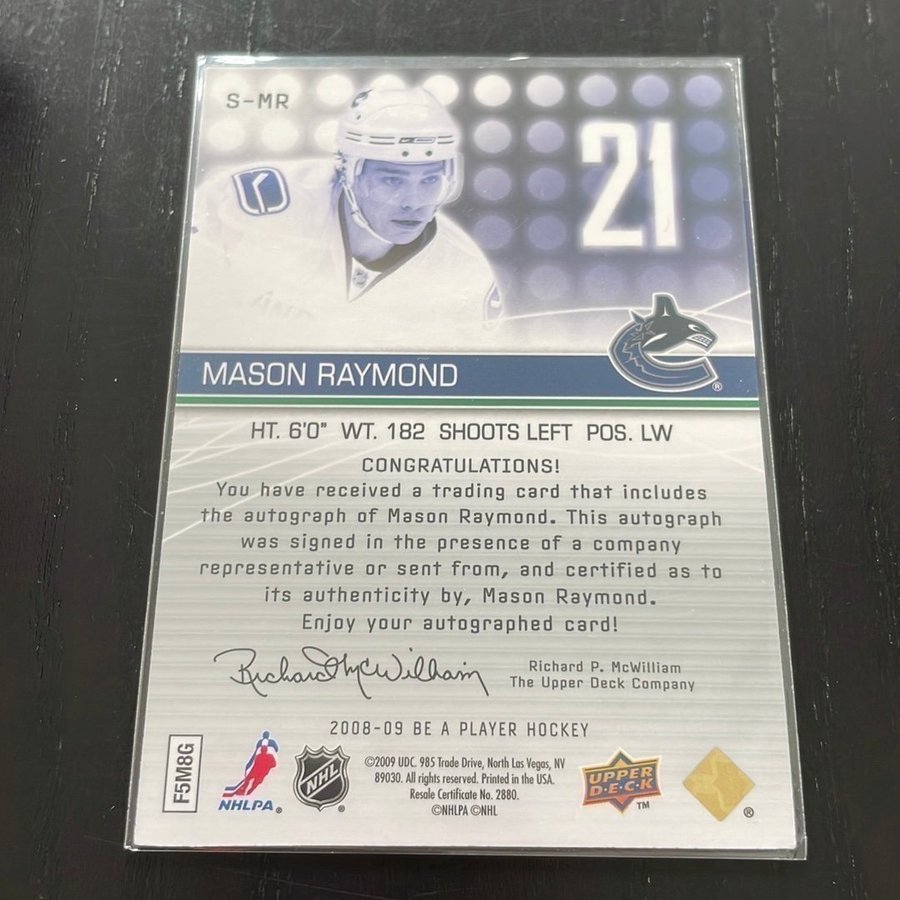 S-MR
21
MASON RAYMOND
®
HT. 6'0" WT. 182 SHOOTS LEFT POS. LW
CONGRATULATIONS!
You have received a trading card that includes
the autograph of Mason Raymond. This autograph
was signed in the presence of a company
representative or sent from, and certified as to
its authenticity by, Mason Raymond.
Enjoy your autographed card!
Richard McWilliam
Richard P. McWilliam
The Upper Deck Company
2008-09 BE A PLAYER HOCKEY
F5M8G
NHLPA®
NHL®
©2009 UDC. 985 Trade Drive, North Las Vegas, NV
89030. All rights reserved. Printed in the USA.
Resale Certificate No. 2880.
©NHLPA ©NHL
UPPER
D·E·C·K
TM
®